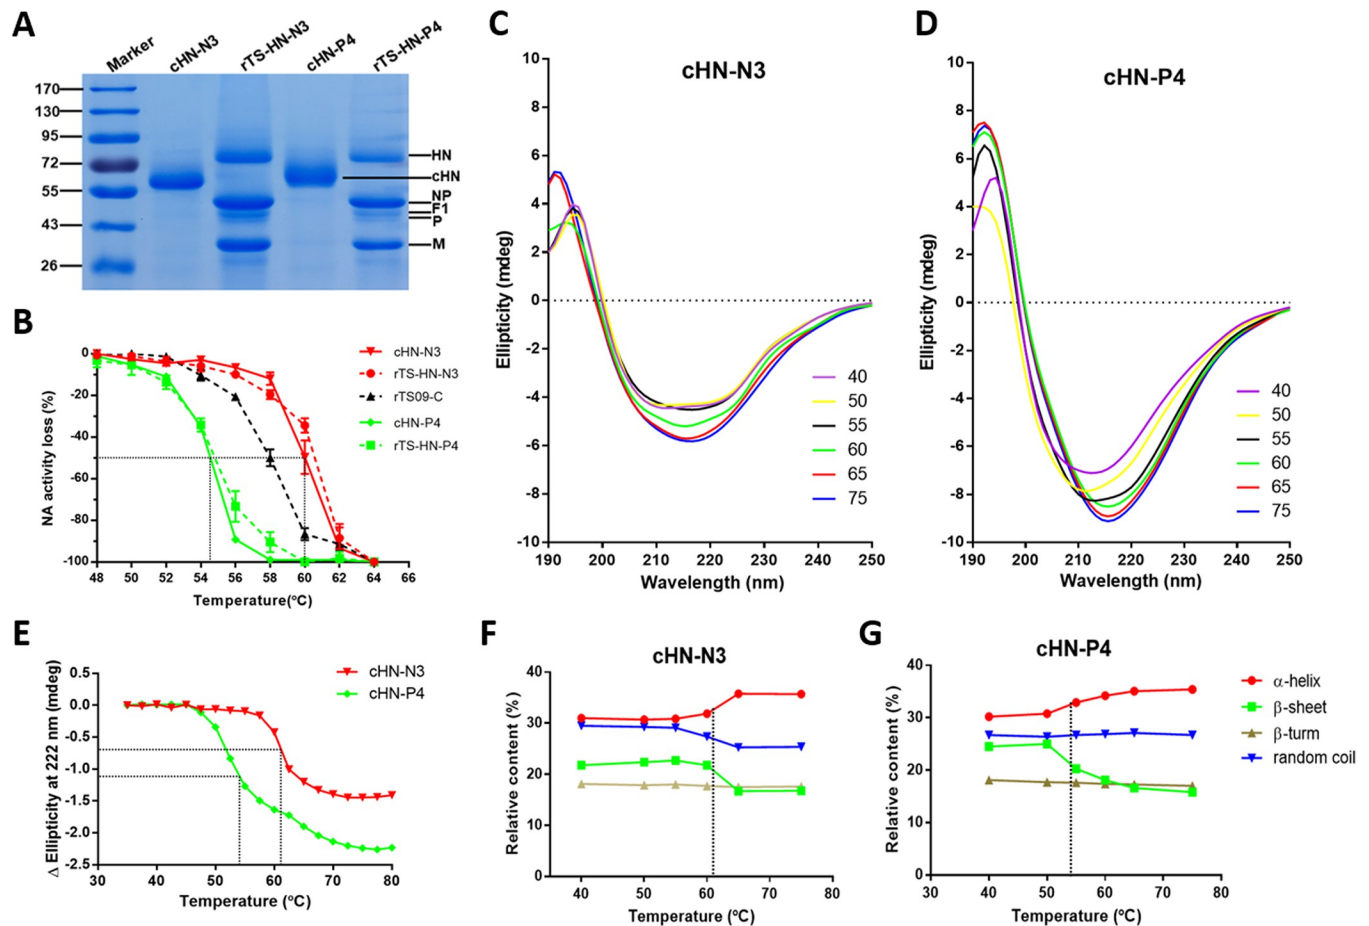 A
Marker
cHN-N3
rTS-HN-N3
cHN-P4
rTS-HN-P4
170
130
95
72
55
43
26
HN
cHN
NP
F1
P
M
B
NA activity loss (%)
0
-20
-40
-60
-80
-100
48 50 52 54 56 58 60 62 64 66
Temperature(°C)
cHN-N3
rTS-HN-N3
rTS09-C
cHN-P4
rTS-HN-P4
C
cHN-N3
Ellipticity (mdeg)
10
8
6
4
2
0
-2
-4
-6
-8
-10
190 200 210 220 230 240 250
Wavelength (nm)
40
50
55
60
65
75
D
cHN-P4
Ellipticity (mdeg)
10
8
6
4
2
0
-2
-4
-6
-8
-10
190 200 210 220 230 240 250
Wavelength (nm)
40
50
55
60
65
75
E
Δ Ellipticity at 222 nm (mdeg)
0.5
0.0
-0.5
-1.0
-1.5
-2.0
-2.5
30 40 50 60 70 80
Temperature (°C)
cHN-N3
cHN-P4
F
cHN-N3
Relative content (%)
40
30
20
10
0
40 50 60 70 80
Temperature (°C)
G
cHN-P4
Relative content (%)
40
30
20
10
0
30 40 50 60 70 80
Temperature (°C)
α-helix
β-sheet
β-turm
random coil